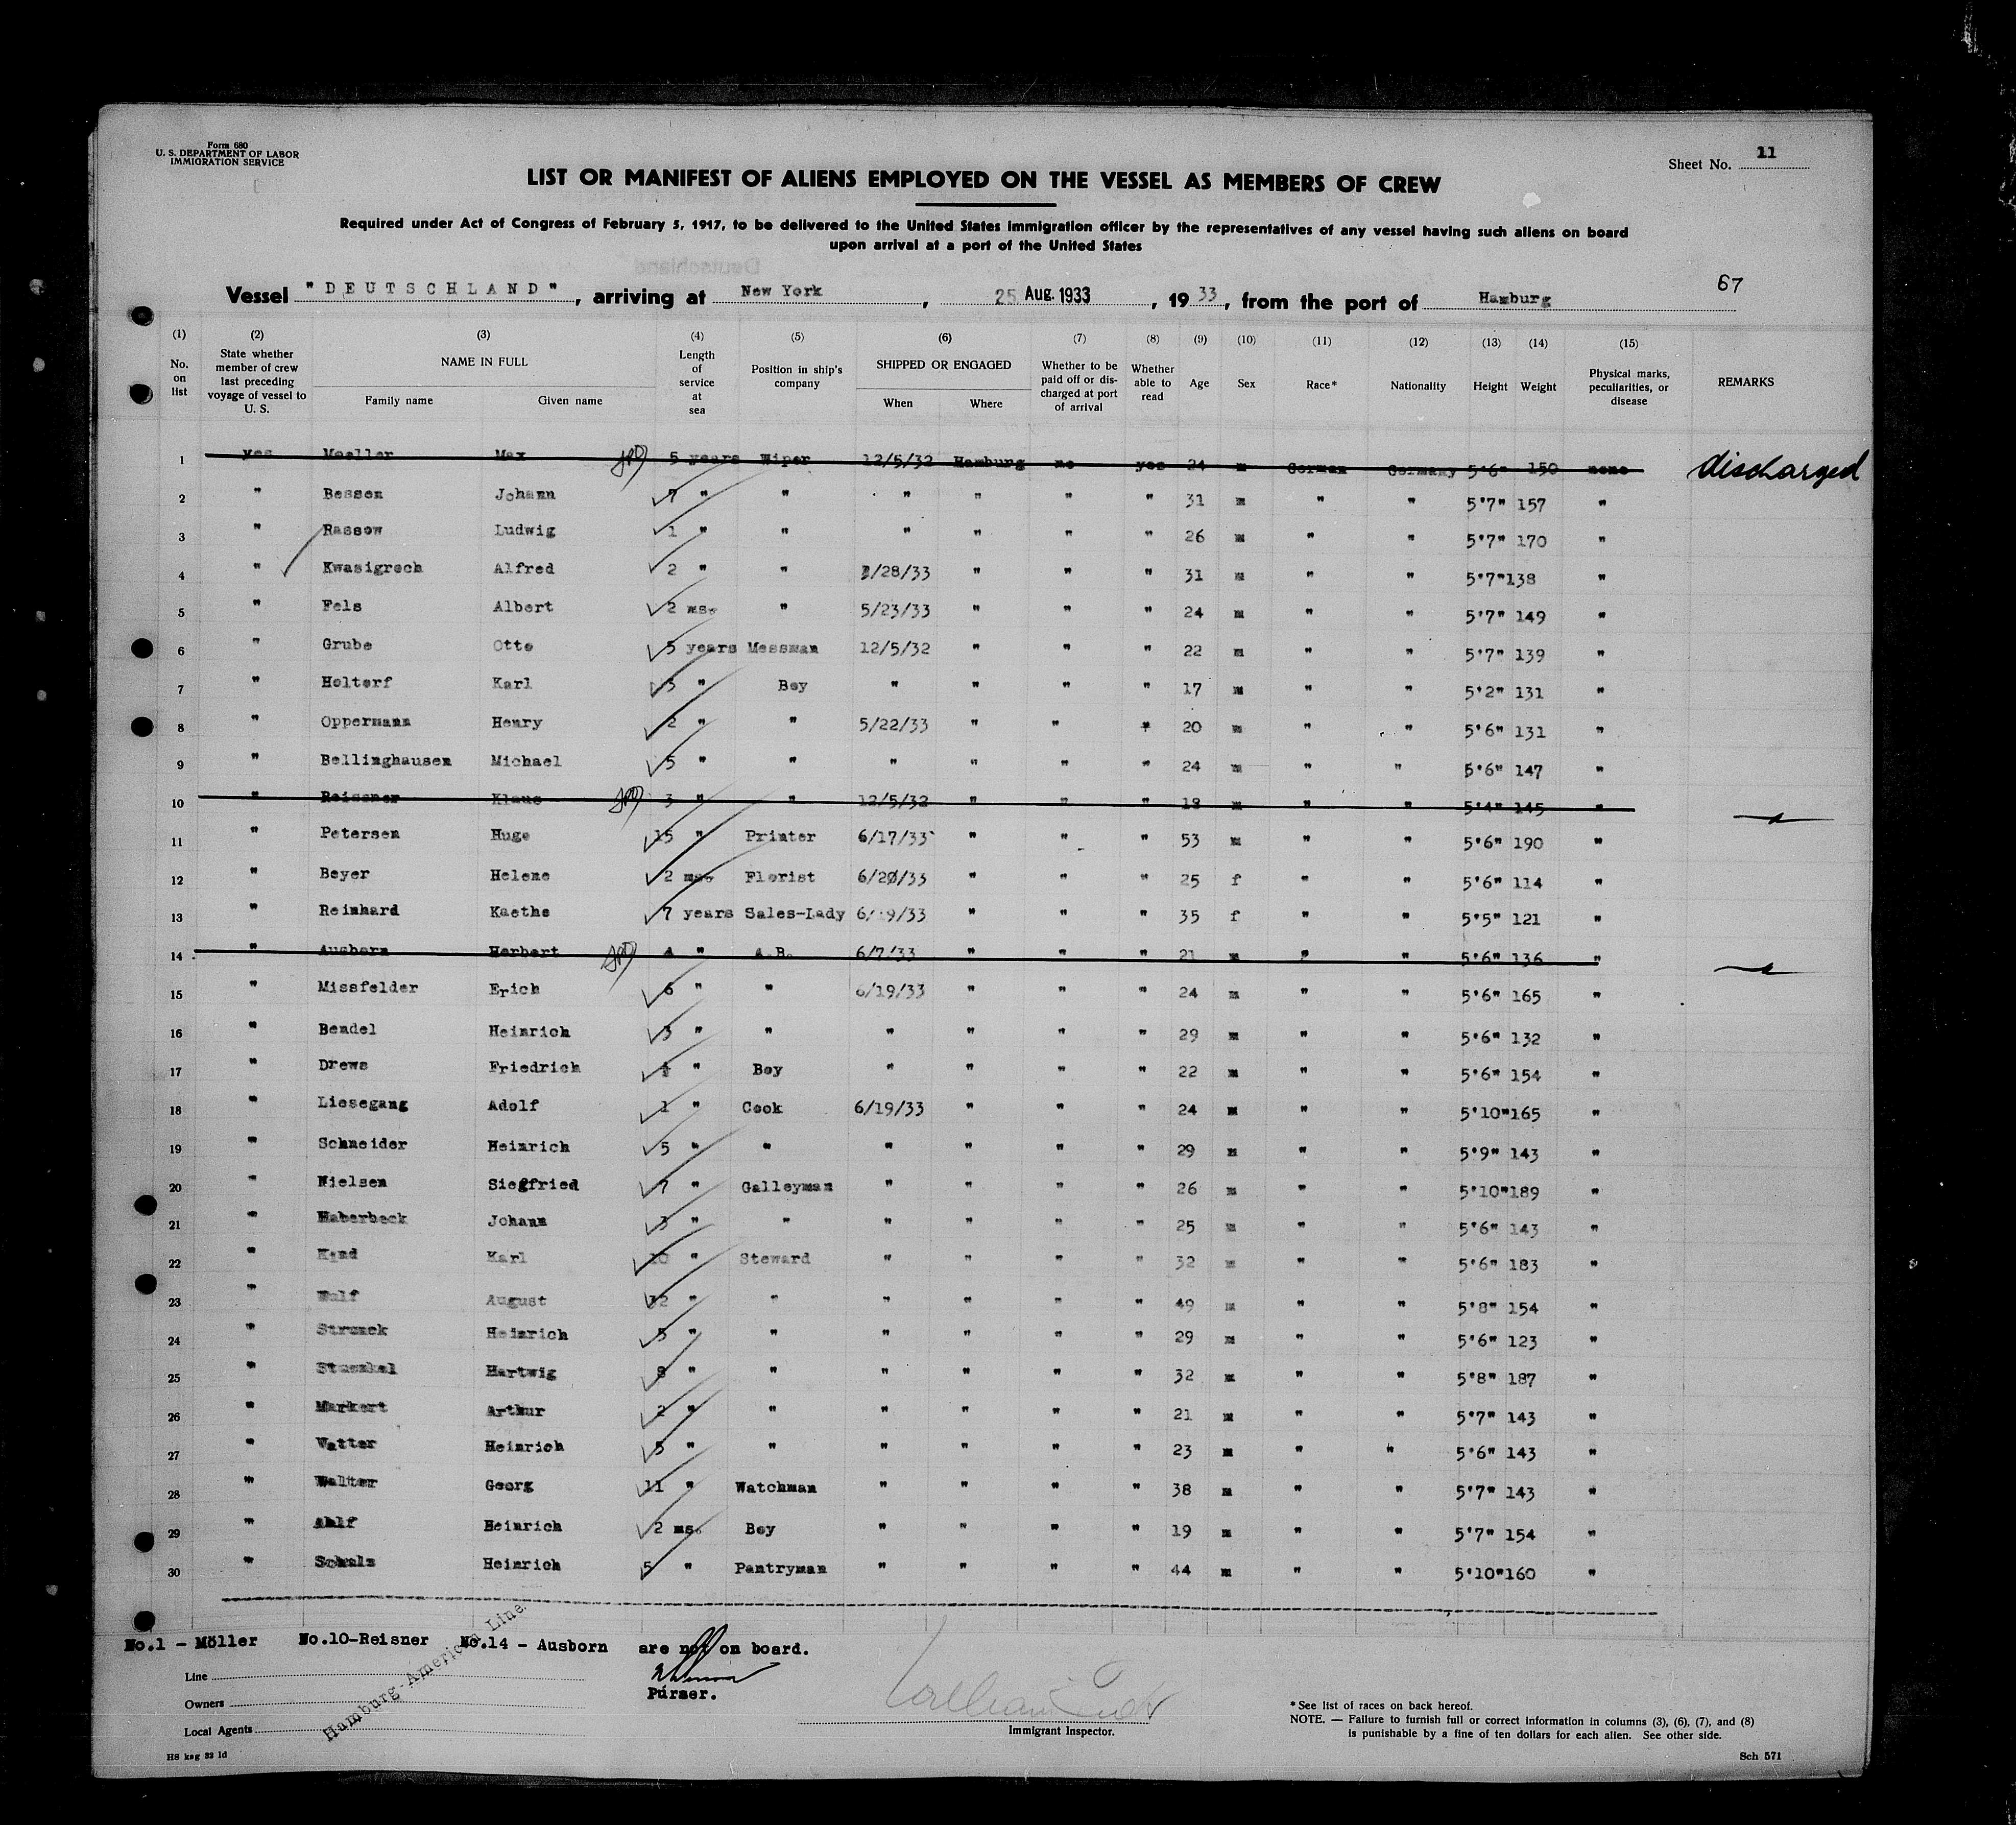 Form 680
U. S. DEPARTMENT OF LABOR
IMMIGRATION SERVICE
Sheet No. 11
LIST OR MANIFEST OF ALIENS EMPLOYED ON THE VESSEL AS MEMBERS OF CREW
Required under Act of Congress of February 5, 1917, to be delivered to the United States immigration officer by the representatives of any vessel having such aliens on board
upon arrival at a port of the United States
67
Vessel "DEUTSCHLAND", arriving at New York, 25 Aug. 1933, 1933, from the port of Hamburg
(1) (2) (3) (4) (5) (6) (7) (8) (9) (10) (11) (12) (13) (14) (15)
No. on list
State whether member of crew last preceding voyage of vessel to U. S.
NAME IN FULL
Family name
Given name
Length of service at sea
Position in ship's company
SHIPPED OR ENGAGED
When
Where
Whether to be paid off or discharged at port of arrival
Whether able to read
Age
Sex
Race*
Nationality
Height
Weight
Physical marks, peculiarities, or disease
REMARKS
1 yes Moeller Max 5 years Wiper 12/5/32 Hamburg no yes 24 m German Germany 5'6" 150 none discharged
2 " Bessen Johann 7 " " " " " " 31 m " " 5'7" 157 "
3 " Rassow Ludwig 1 " " " " " " 26 m " " 5'7" 170 "
4 " Kwasigroch Alfred 2 " " /28/33 " " " 31 m " " 5'7" 138 "
5 " Fels Albert 2 ms. " 5/23/33 " " " 24 m " " 5'7" 149 "
6 " Grube Otto 5 years Messman 12/5/32 " " " 22 m " " 5'7" 139 "
7 " Holtorf Karl 3 " Boy " " " " 17 m " " 5'2" 131 "
8 " Oppermann Henry 2 " " 5/22/33 " " " 20 m " " 5'6" 131 "
9 " Bellinghausen Michael 5 " " " " " " 24 m " " 5'6" 147 "
10 " Reissner Klaus 3 " " 12/5/32 " " " 18 m " " 5'4" 145 "
11 " Petersen Hugo 15 " Printer 6/17/33 " " " 53 m " " 5'6" 190 "
12 " Beyer Helene 2 ms. Florist 6/20/33 " " " 25 f " " 5'6" 114 "
13 " Reinhard Kaethe 7 years Sales-Lady 6/19/33 " " " 35 f " " 5'5" 121 "
14 " Ausborn Herbert 4 " A.B. 6/7/33 " " " 21 m " " 5'6" 136 "
15 " Missfelder Erich 6 " " 6/19/33 " " " 24 m " " 5'6" 165 "
16 " Bendel Heinrich 3 " " " " " " 29 m " " 5'6" 132 "
17 " Drews Friedrich " Boy " " " " 22 m " " 5'6" 154 "
18 " Liesegang Adolf 1 " Cook 6/19/33 " " " 24 m " " 5'10" 165 "
19 " Schneider Heinrich 5 " " " " " " 29 m " " 5'9" 143 "
20 " Nielsen Siegfried 7 " Galleyman " " " " 26 m " " 5'10" 189 "
21 " Haberbeck Johann 3 " " " " " " 25 m " " 5'6" 143 "
22 " Karl 10 " Steward " " " " 32 m " " 5'6" 183 "
23 " Wolf August 32 " " " " " " 49 m " " 5'8" 154 "
24 " Strunck Heinrich 5 " " " " " " 29 m " " 5'6" 123 "
25 " Stuenkel Hartwig 8 " " " " " " 32 m " " 5'8" 187 "
26 " Markert Arthur 2 " " " " " " 21 m " " 5'7" 143 "
27 " Vetter Heinrich 5 " " " " " " 23 m " " 5'6" 143 "
28 " Walter Georg 11 " Watchman " " " " 38 m " " 5'7" 143 "
29 " Ahlf Heinrich 2 ms. Boy " " " " 19 m " " 5'7" 154 "
30 " Schulz Heinrich 5 " Pantryman " " " " 44 m " " 5'10" 160 "
No.1 - Möller No.10-Reisner No.14 - Ausborn are not on board.
Purser.
Line
Owners
Local Agents
Hamburg-American Line.
Immigrant Inspector.
*See list of races on back hereof.
NOTE. — Failure to furnish full or correct information in columns (3), (6), (7), and (8)
is punishable by a fine of ten dollars for each alien. See other side.
HS kag 33 1d
Sch 571